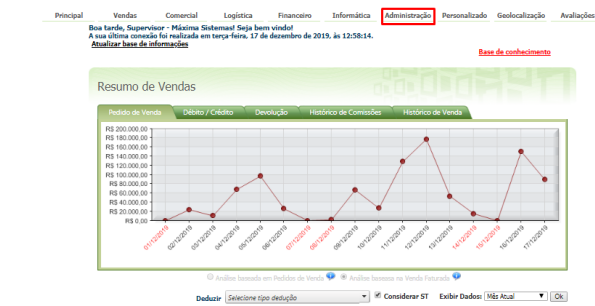 Principal Vendas Comercial Logística Financeiro Informática Administração Personalizado Geolocalização Avaliações
Boa tarde, Supervisor - Máxima Sistemas! Seja bem vindo!
A sua última conexão foi realizada em terça-feira, 17 de dezembro de 2019, às 12:58:14.
Atualizar base de informações
Base de conhecimento
Resumo de Vendas
Pedido de Venda Débito / Crédito Devolução Histórico de Comissões Histórico de Venda
R$ 200.000,00
R$ 180.000,00
R$ 160.000,00
R$ 140.000,00
R$ 120.000,00
R$ 100.000,00
R$ 80.000,00
R$ 60.000,00
R$ 40.000,00
R$ 20.000,00
R$ 0,00
01/12/2019 02/12/2019 03/12/2019 04/12/2019 05/12/2019 06/12/2019 07/12/2019 08/12/2019 09/12/2019 10/12/2019 11/12/2019 12/12/2019 13/12/2019 14/12/2019 15/12/2019 16/12/2019 17/12/2019
Análise baseada em Pedidos de Venda Análise baseada na Venda Faturada
Deduzir Selecione tipo dedução Considerar ST Exibir Dados: Mês Atual Ok